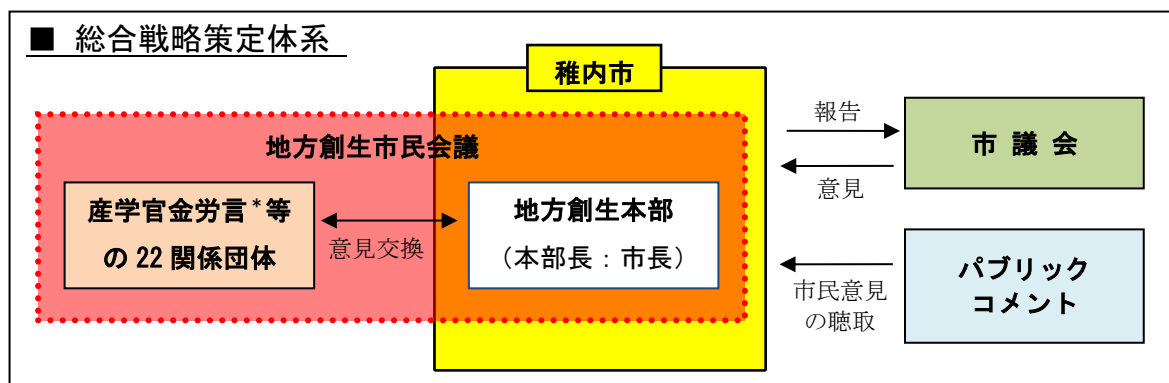 ■ 総合戦略策定体系
稚内市
地方創生市民会議
産学官金労言*等
の 22 関係団体
意見交換
地方創生本部
(本部長:市長)
報告
意見
市 議 会
市民意見
の聴取
パブリック
コメント